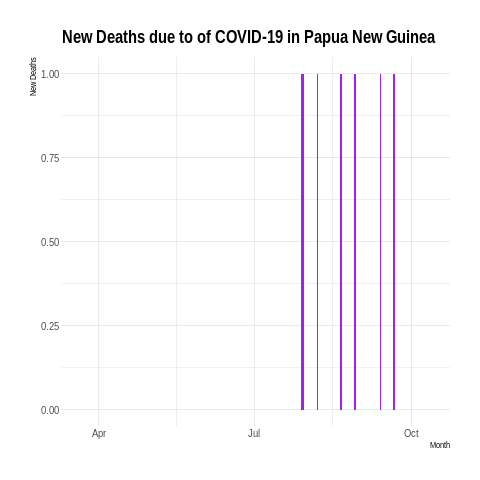 New Deaths due to of COVID-19 in Papua New Guinea
New Deaths
1.00
0.75
0.50
0.25
0.00
Apr
Jul
Oct
Month